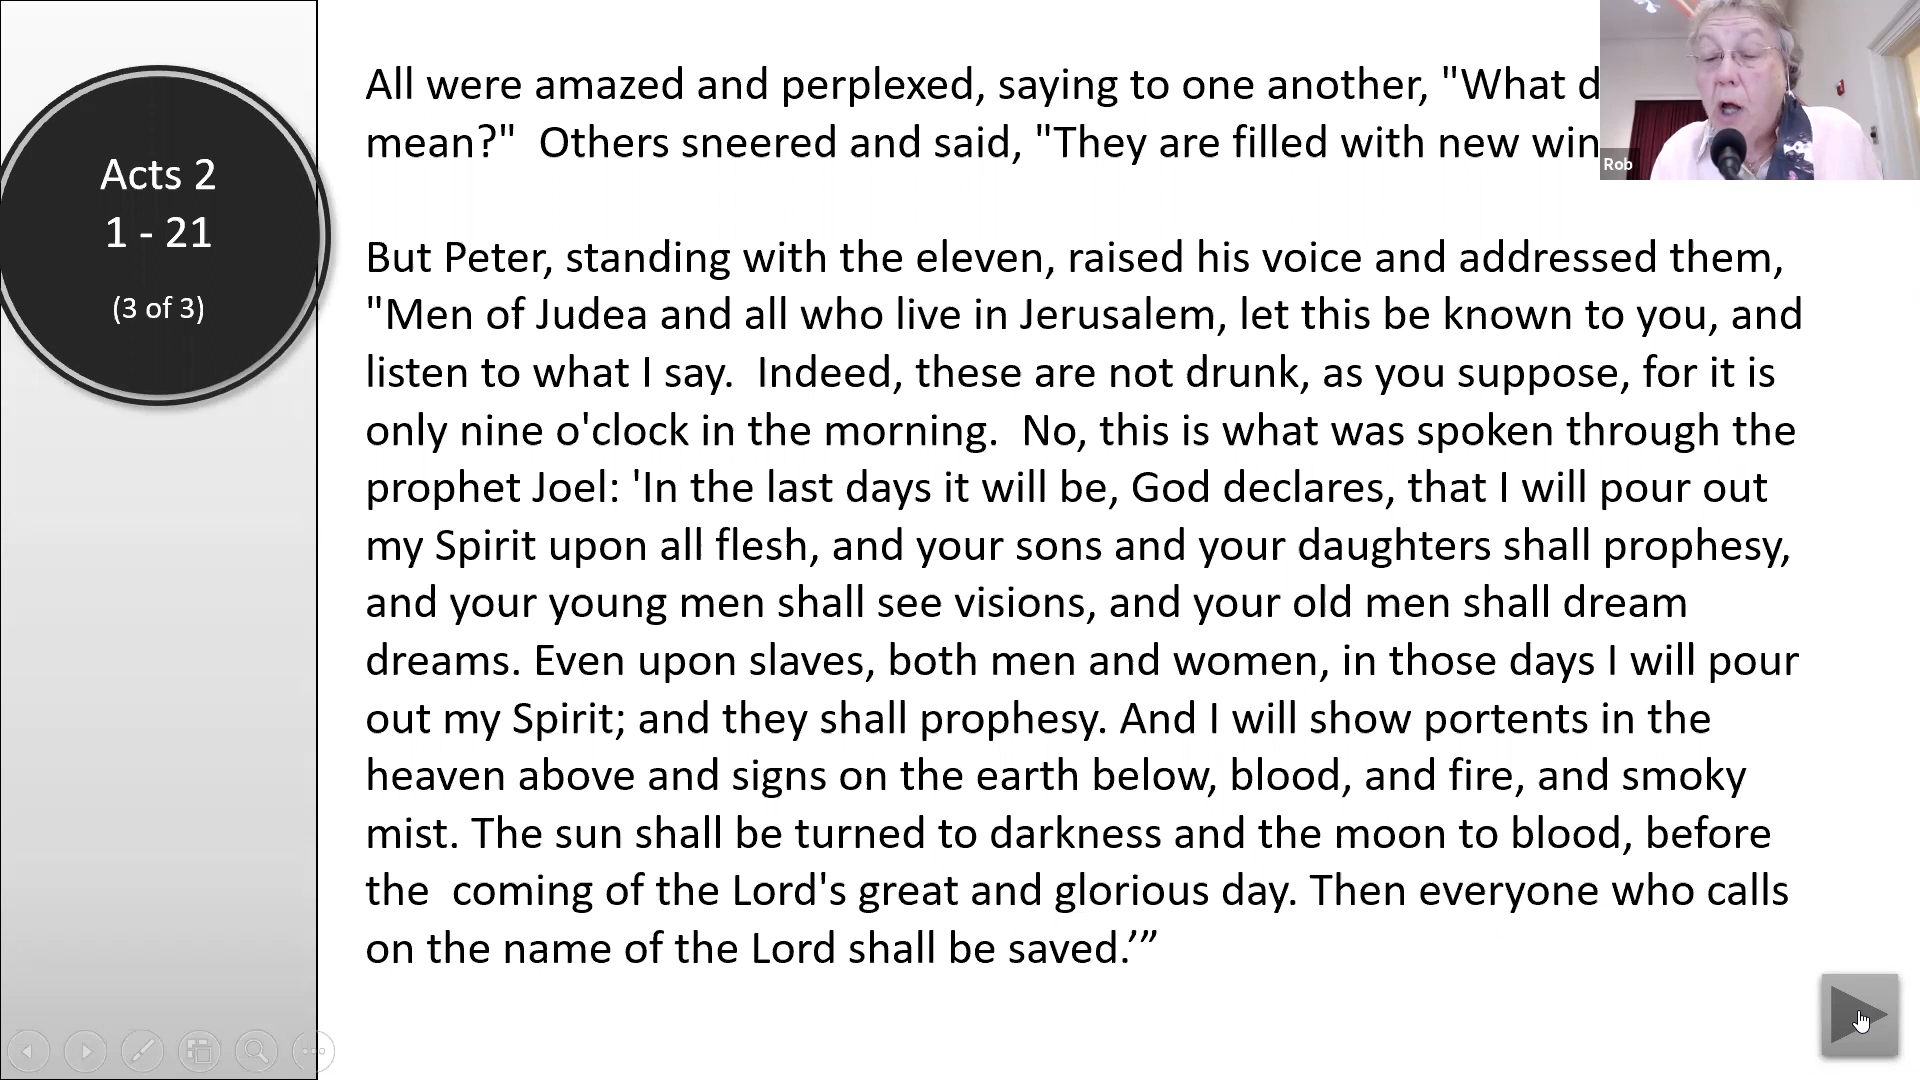 Acts 2
1 - 21
(3 of 3)
All were amazed and perplexed, saying to one another, "What d
mean?"  Others sneered and said, "They are filled with new win
Rob
But Peter, standing with the eleven, raised his voice and addressed them,
"Men of Judea and all who live in Jerusalem, let this be known to you, and
listen to what I say.  Indeed, these are not drunk, as you suppose, for it is
only nine o'clock in the morning.  No, this is what was spoken through the
prophet Joel: 'In the last days it will be, God declares, that I will pour out
my Spirit upon all flesh, and your sons and your daughters shall prophesy,
and your young men shall see visions, and your old men shall dream
dreams. Even upon slaves, both men and women, in those days I will pour
out my Spirit; and they shall prophesy. And I will show portents in the
heaven above and signs on the earth below, blood, and fire, and smoky
mist. The sun shall be turned to darkness and the moon to blood, before
the  coming of the Lord's great and glorious day. Then everyone who calls
on the name of the Lord shall be saved.’”